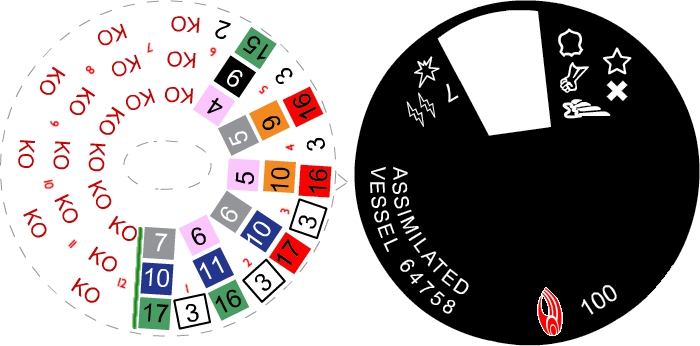 7 10 17 3 1
6 11 16 3 2
6 10 17 3 3
5 10 16 3 4
5 9 16 3 5
4 9 15 2 6
KO KO KO 7
KO KO KO 8
KO KO KO 9
KO KO KO 10
KO KO KO 11
KO KO KO 12
7
ASSIMILATED
VESSEL 64758
100